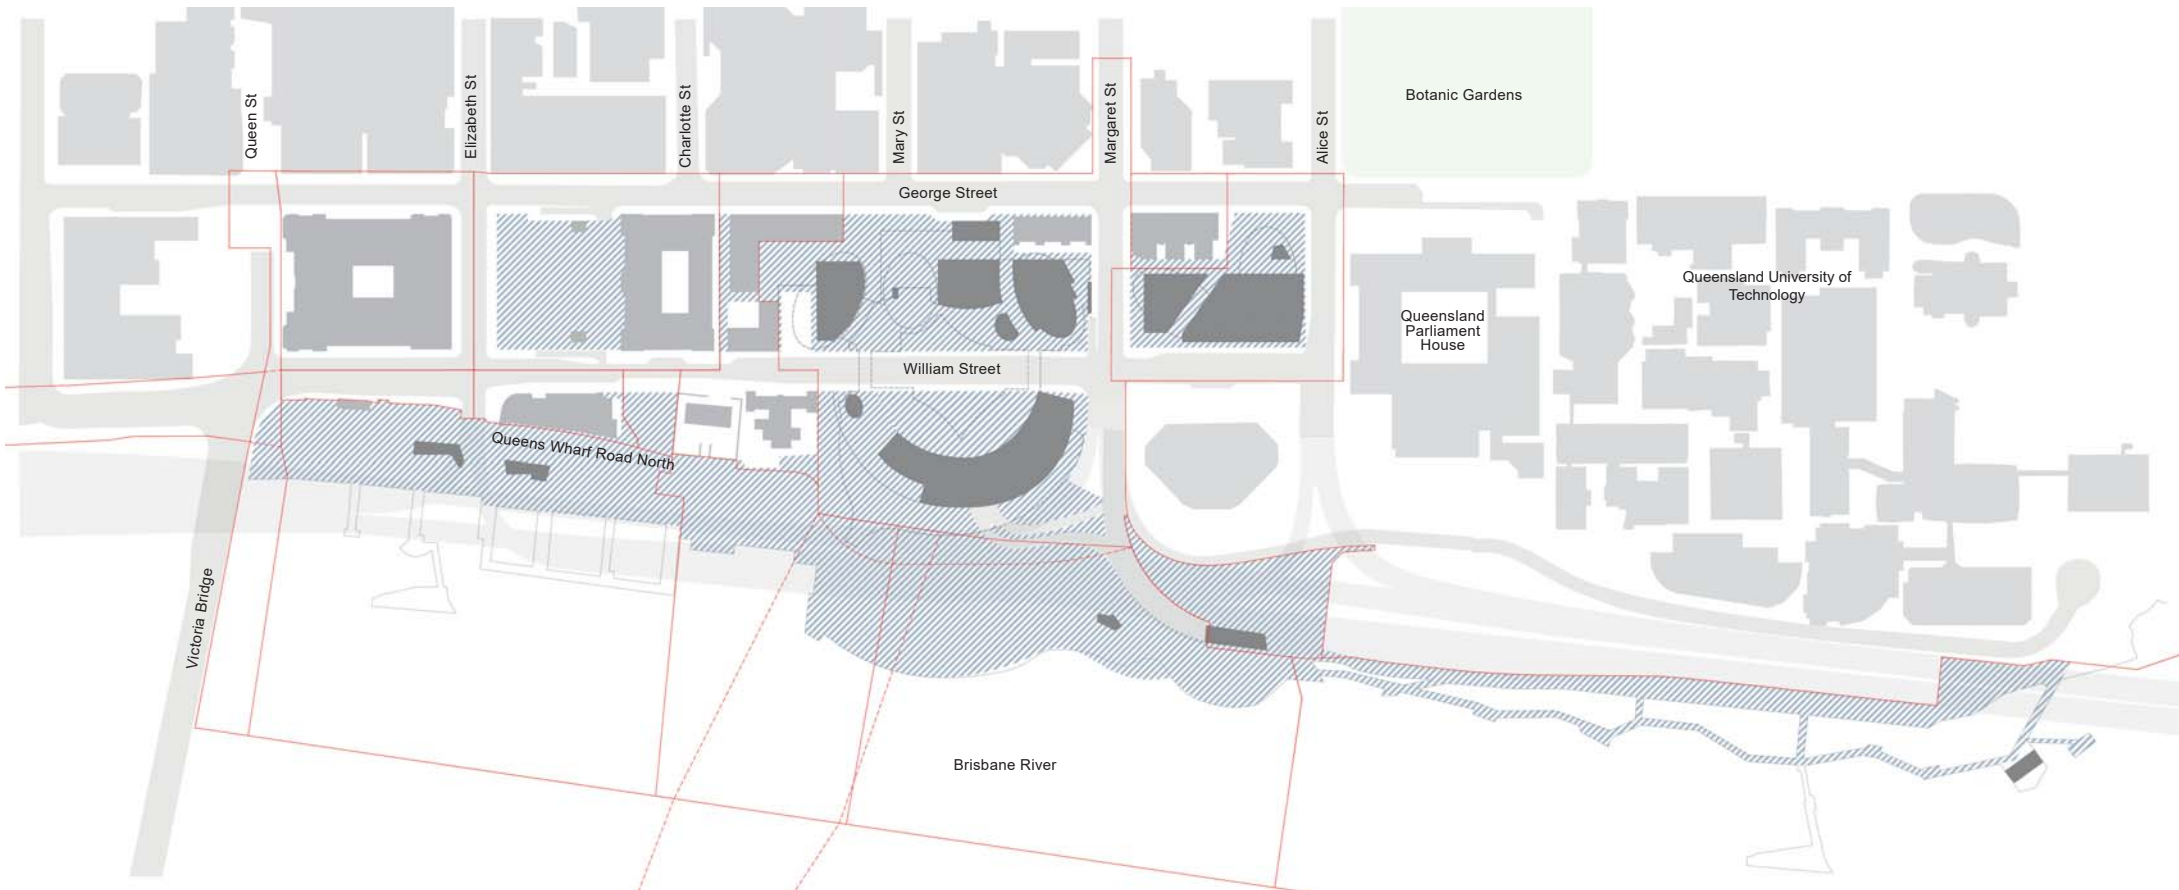 Queen St
Elizabeth St
Charlotte St
Mary St
Margaret St
Alice St
Botanic Gardens
George Street
Queensland University of
Technology
Queensland
Parliament
House
William Street
Queens Wharf Road North
Victoria Bridge
Brisbane River